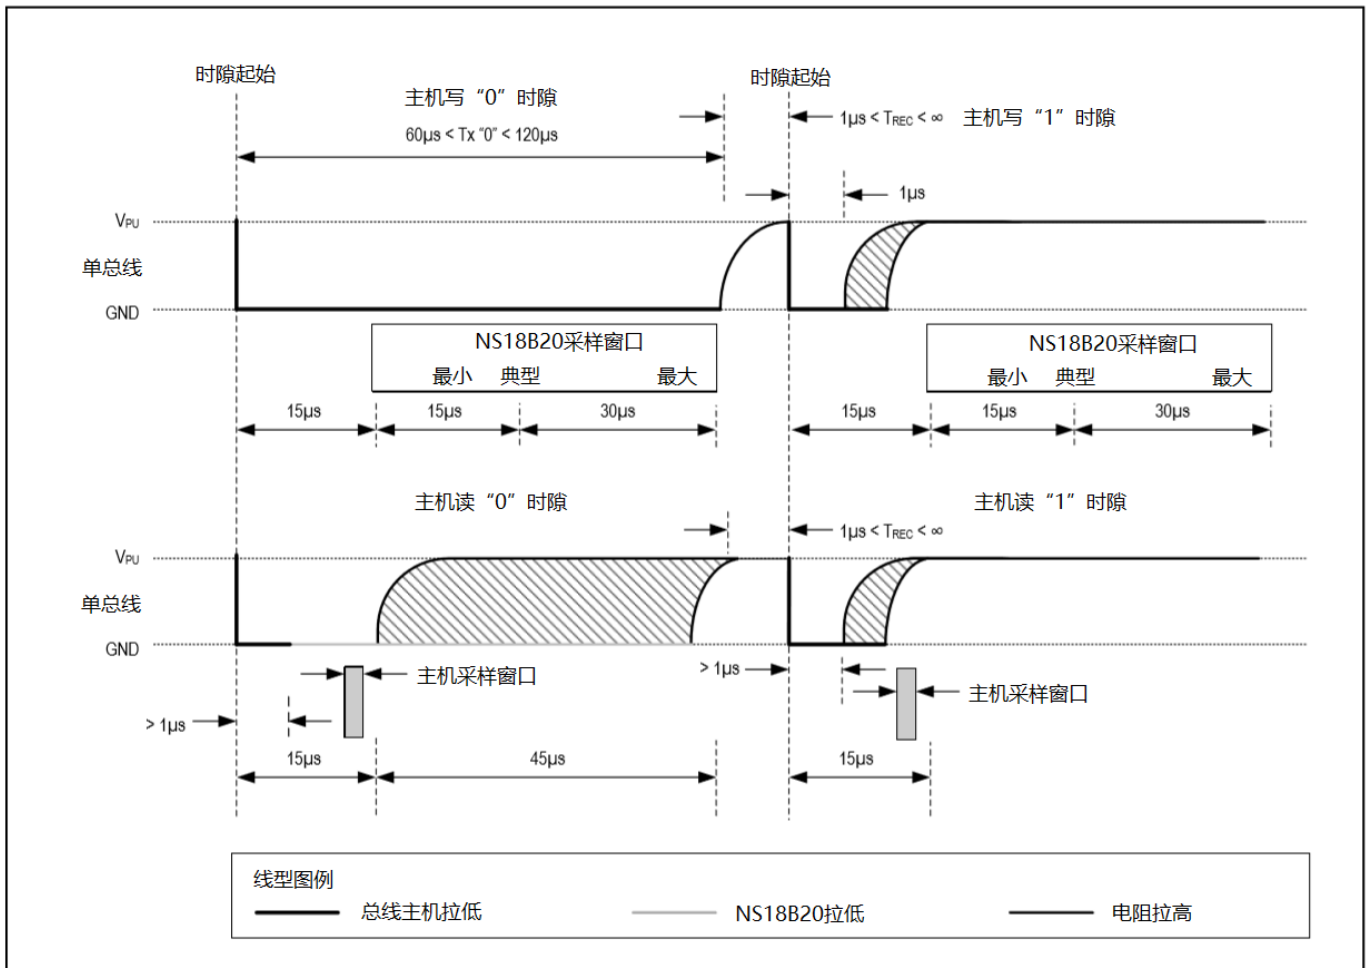 时隙起始
时隙起始
主机写“0”时隙
1μs < TREC < ∞
主机写“1”时隙
60μs < Tx “0” < 120μs
1μs
VPU
单总线
GND
NS18B20采样窗口
最小 典型 最大
NS18B20采样窗口
最小 典型 最大
15μs 15μs 30μs 15μs 15μs 30μs
主机读“0”时隙
主机读“1”时隙
1μs < TREC < ∞
VPU
单总线
GND
> 1μs
主机采样窗口
主机采样窗口
> 1μs
15μs 45μs 15μs
线型图例
总线主机拉低 NS18B20拉低 电阻拉高